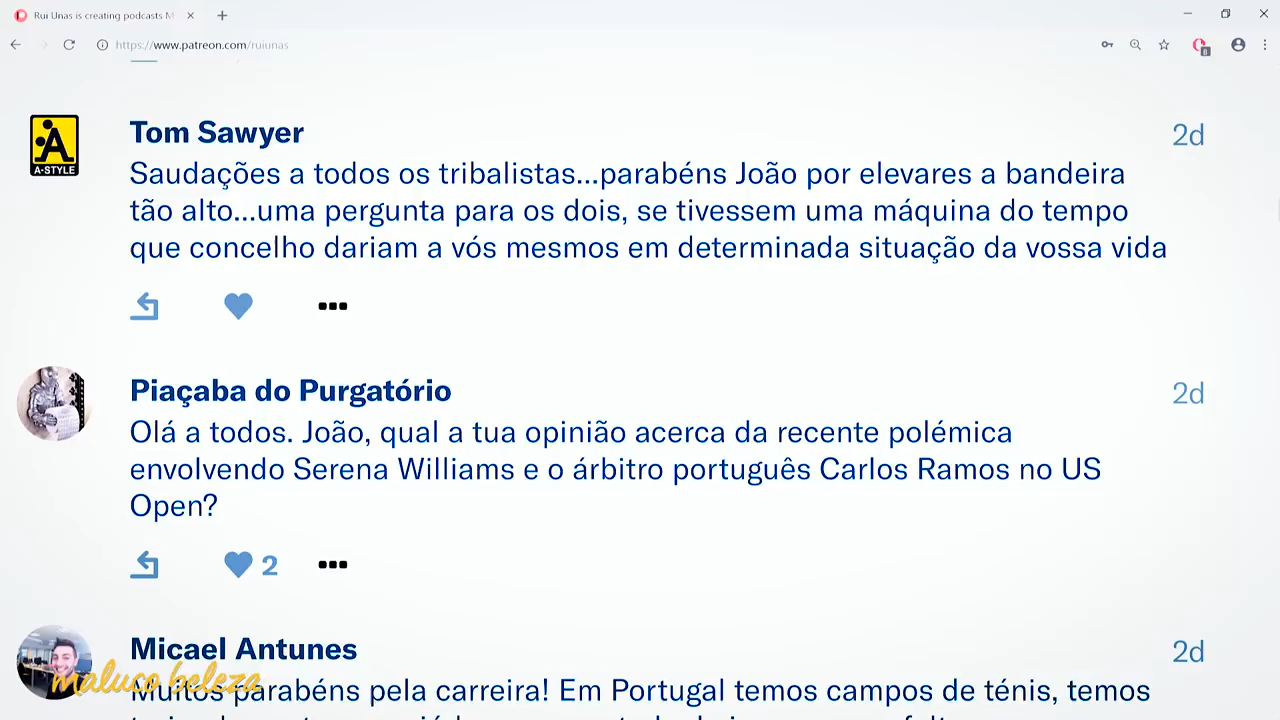 Rui Unas is creating podcasts M
https://www.patreon.com/ruiunas
A-STYLE
Tom Sawyer
2d
Saudações a todos os tribalistas...parabéns João por elevares a bandeira
tão alto...uma pergunta para os dois, se tivessem uma máquina do tempo
que concelho dariam a vós mesmos em determinada situação da vossa vida
Piaçaba do Purgatório
2d
Olá a todos. João, qual a tua opinião acerca da recente polémica
envolvendo Serena Williams e o árbitro português Carlos Ramos no US
Open?
2
Micael Antunes
2d
maluco beleza
Muitos parabéns pela carreira! Em Portugal temos campos de ténis, temos